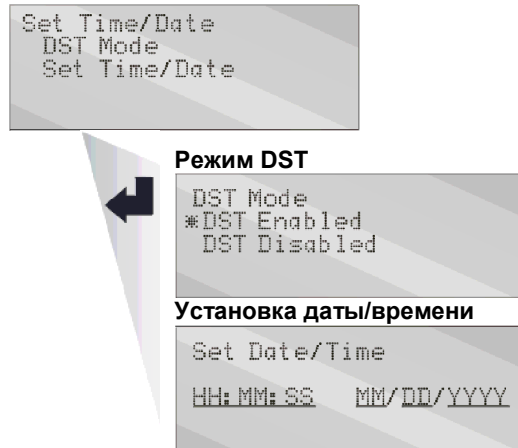 Set Time/Date
DST Mode
Set Time/Date
Режим DST
DST Mode
*DST Enabled
DST Disabled
Установка даты/времени
Set Date/Time
HH:MM:SS MM/DD/YYYY